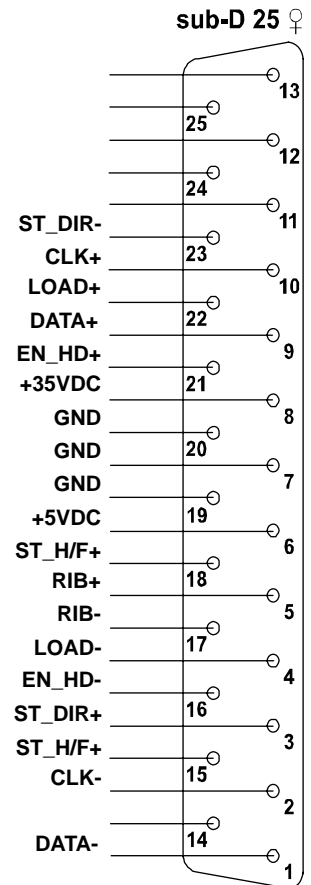 sub-D 25 ♀
13
25
12
24
11
ST_DIR-
23
CLK+
10
LOAD+
22
DATA+
9
EN_HD+
21
+35VDC
8
GND
20
GND
7
GND
19
+5VDC
6
ST_H/F+
18
RIB+
5
RIB-
17
LOAD-
4
EN_HD-
16
ST_DIR+
3
ST_H/F+
15
CLK-
2
14
DATA-
1